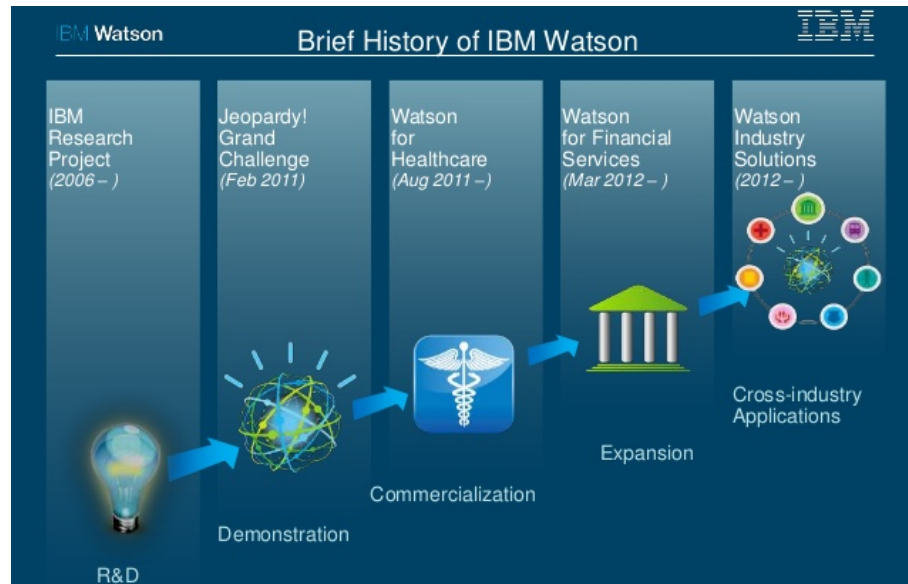 IBM Watson
Brief History of IBM Watson
IBM
IBM
Research
Project
(2006 – )
Jeopardy!
Grand
Challenge
(Feb 2011)
Watson
for
Healthcare
(Aug 2011 –)
Watson
for Financial
Services
(Mar 2012 – )
Watson
Industry
Solutions
(2012 – )
R&D
Demonstration
Commercialization
Expansion
Cross-industry
Applications